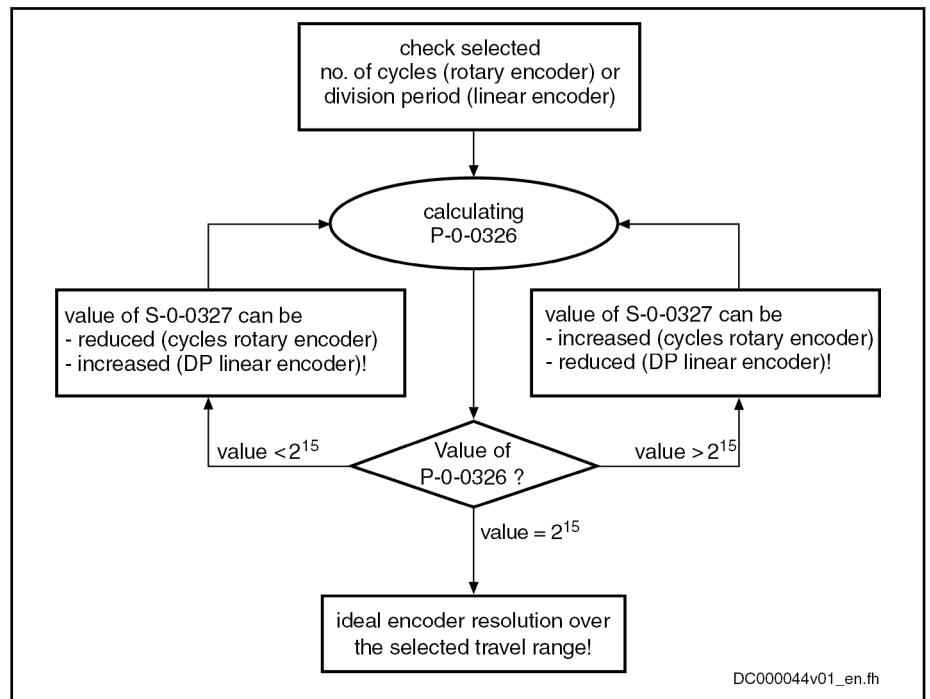 check selected
no. of cycles (rotary encoder) or
division period (linear encoder)
calculating
P-0-0326
value of S-0-0327 can be
- reduced (cycles rotary encoder)
- increased (DP linear encoder)!
value of S-0-0327 can be
- increased (cycles rotary encoder)
- reduced (DP linear encoder)!
value < 2¹⁵
Value of
P-0-0326 ?
value > 2¹⁵
value = 2¹⁵
ideal encoder resolution over
the selected travel range!
DC000044v01_en.fh